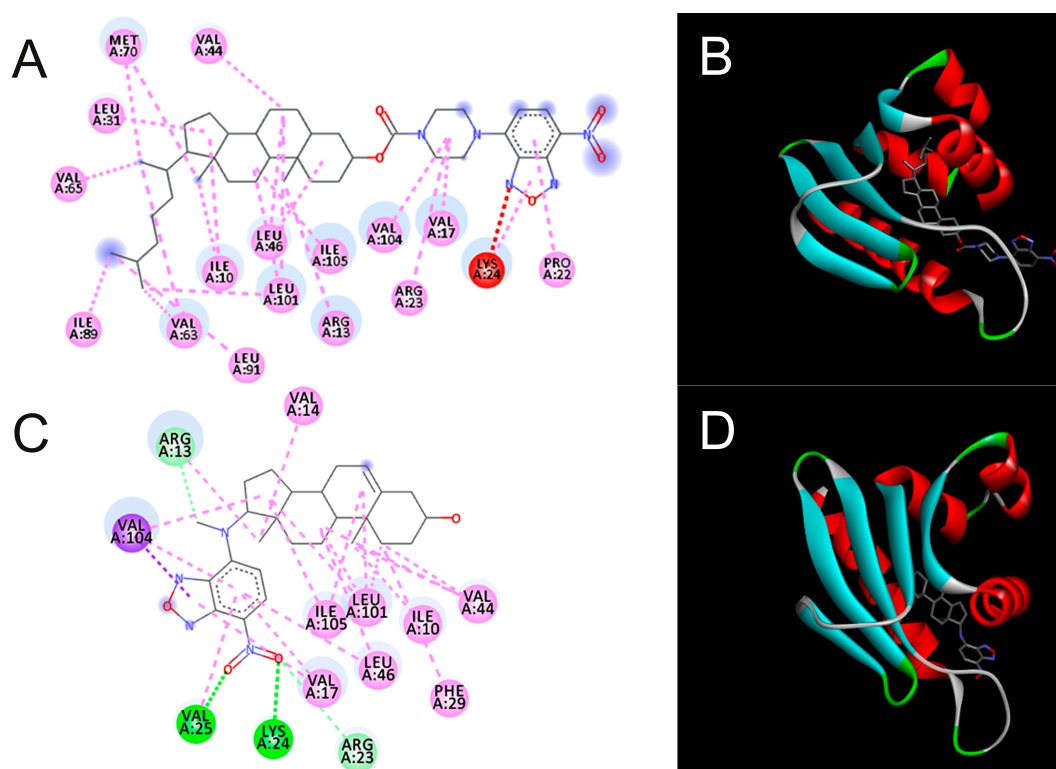 A
MET
A:70
VAL
A:44
LEU
A:31
VAL
A:65
O
O
N
N
N
O
O
N
O
N
LEU
A:46
ILE
A:105
VAL
A:104
VAL
A:17
ILE
A:10
LEU
A:101
LYS
A:24
PRO
A:22
ARG
A:23
ILE
A:89
VAL
A:63
ARG
A:13
LEU
A:91
B
C
VAL
A:14
ARG
A:13
VAL
A:104
N
O
N
O
N
N
O
O
ILE
A:105
LEU
A:101
ILE
A:10
VAL
A:44
LEU
A:46
VAL
A:17
PHE
A:29
VAL
A:25
LYS
A:24
ARG
A:23
D